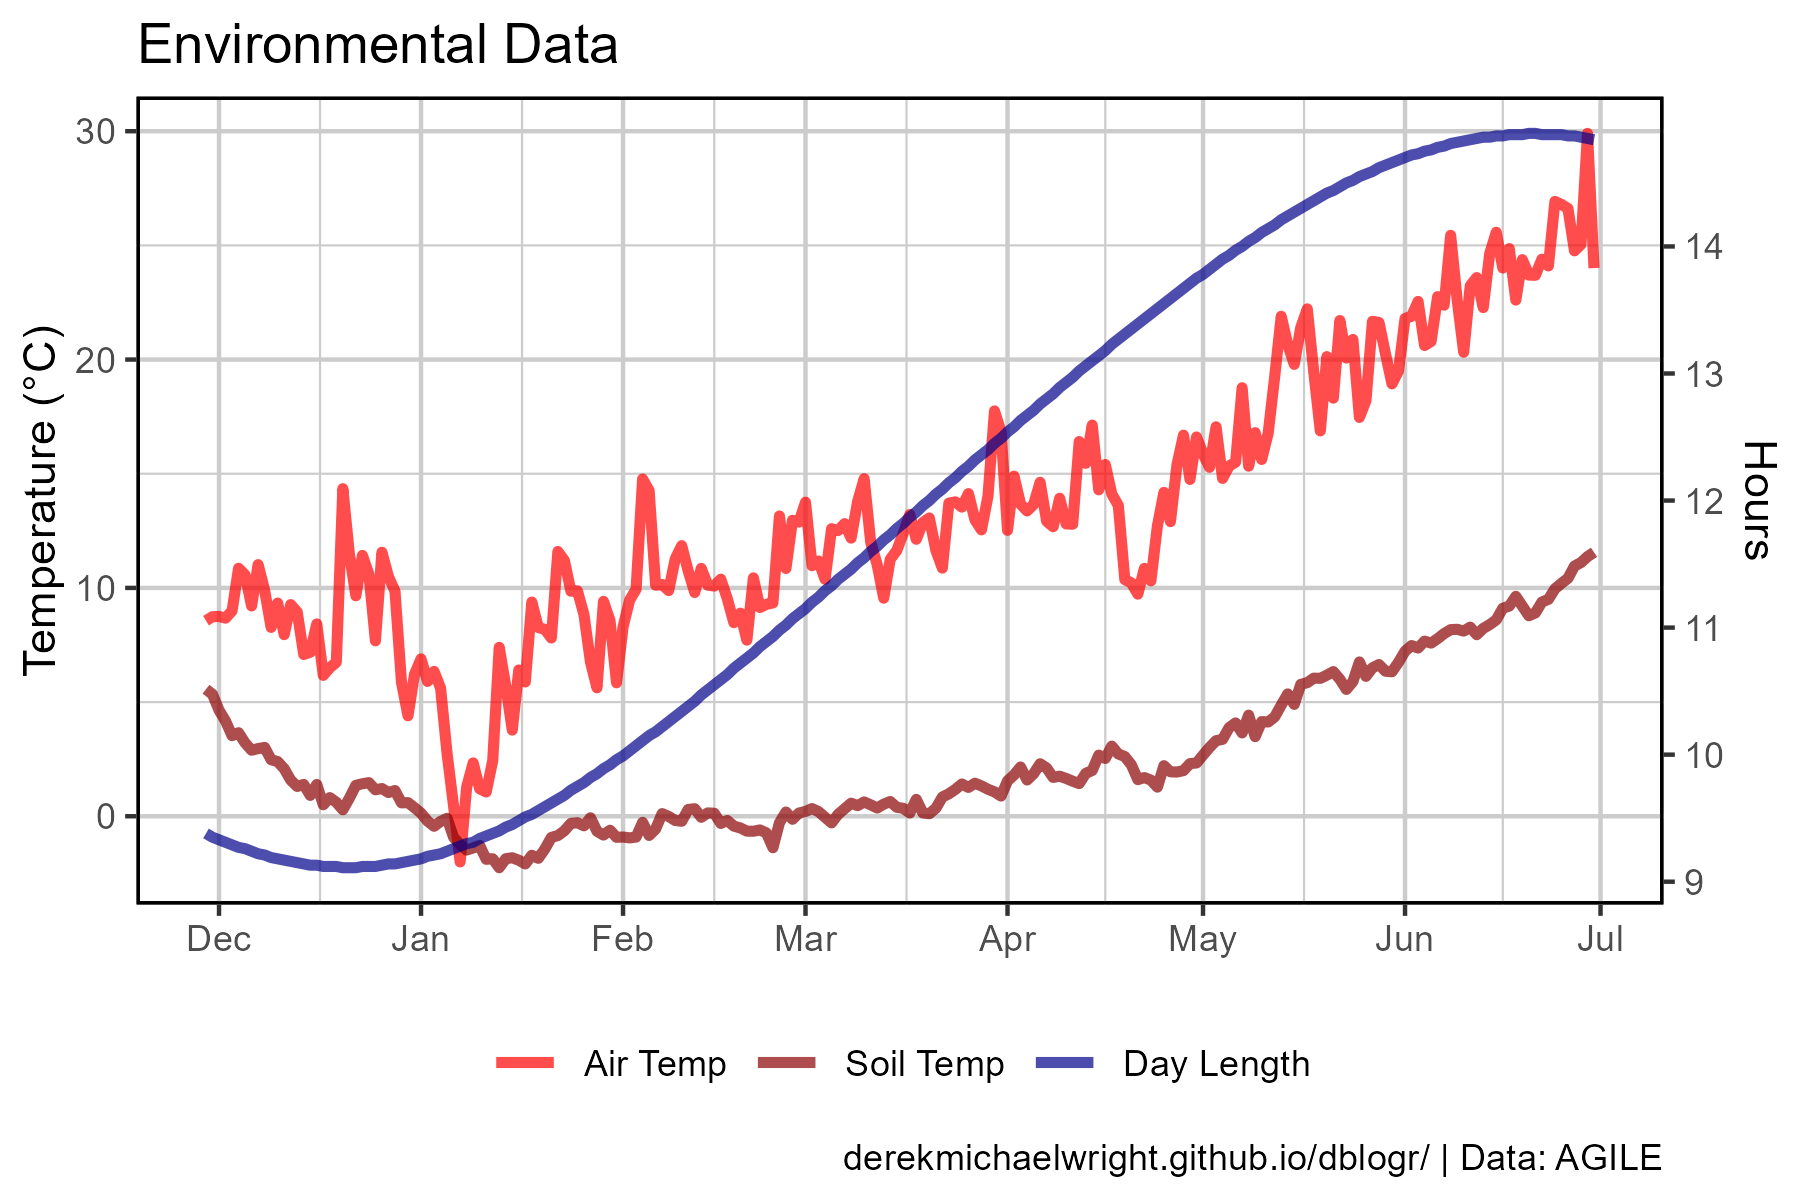 Environmental Data
30
20
10
0
Temperature (°C)
14
13
12
11
10
9
Hours
Dec Jan Feb Mar Apr May Jun Jul
Air Temp Soil Temp Day Length
derekmichaelwright.github.io/dblogr/ | Data: AGILE